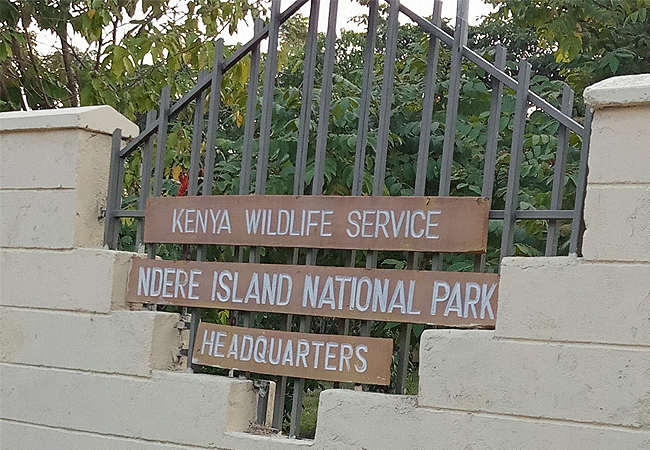 KENYA WILDLIFE SERVICE
NDERE ISLAND NATIONAL PARK
HEADQUARTERS